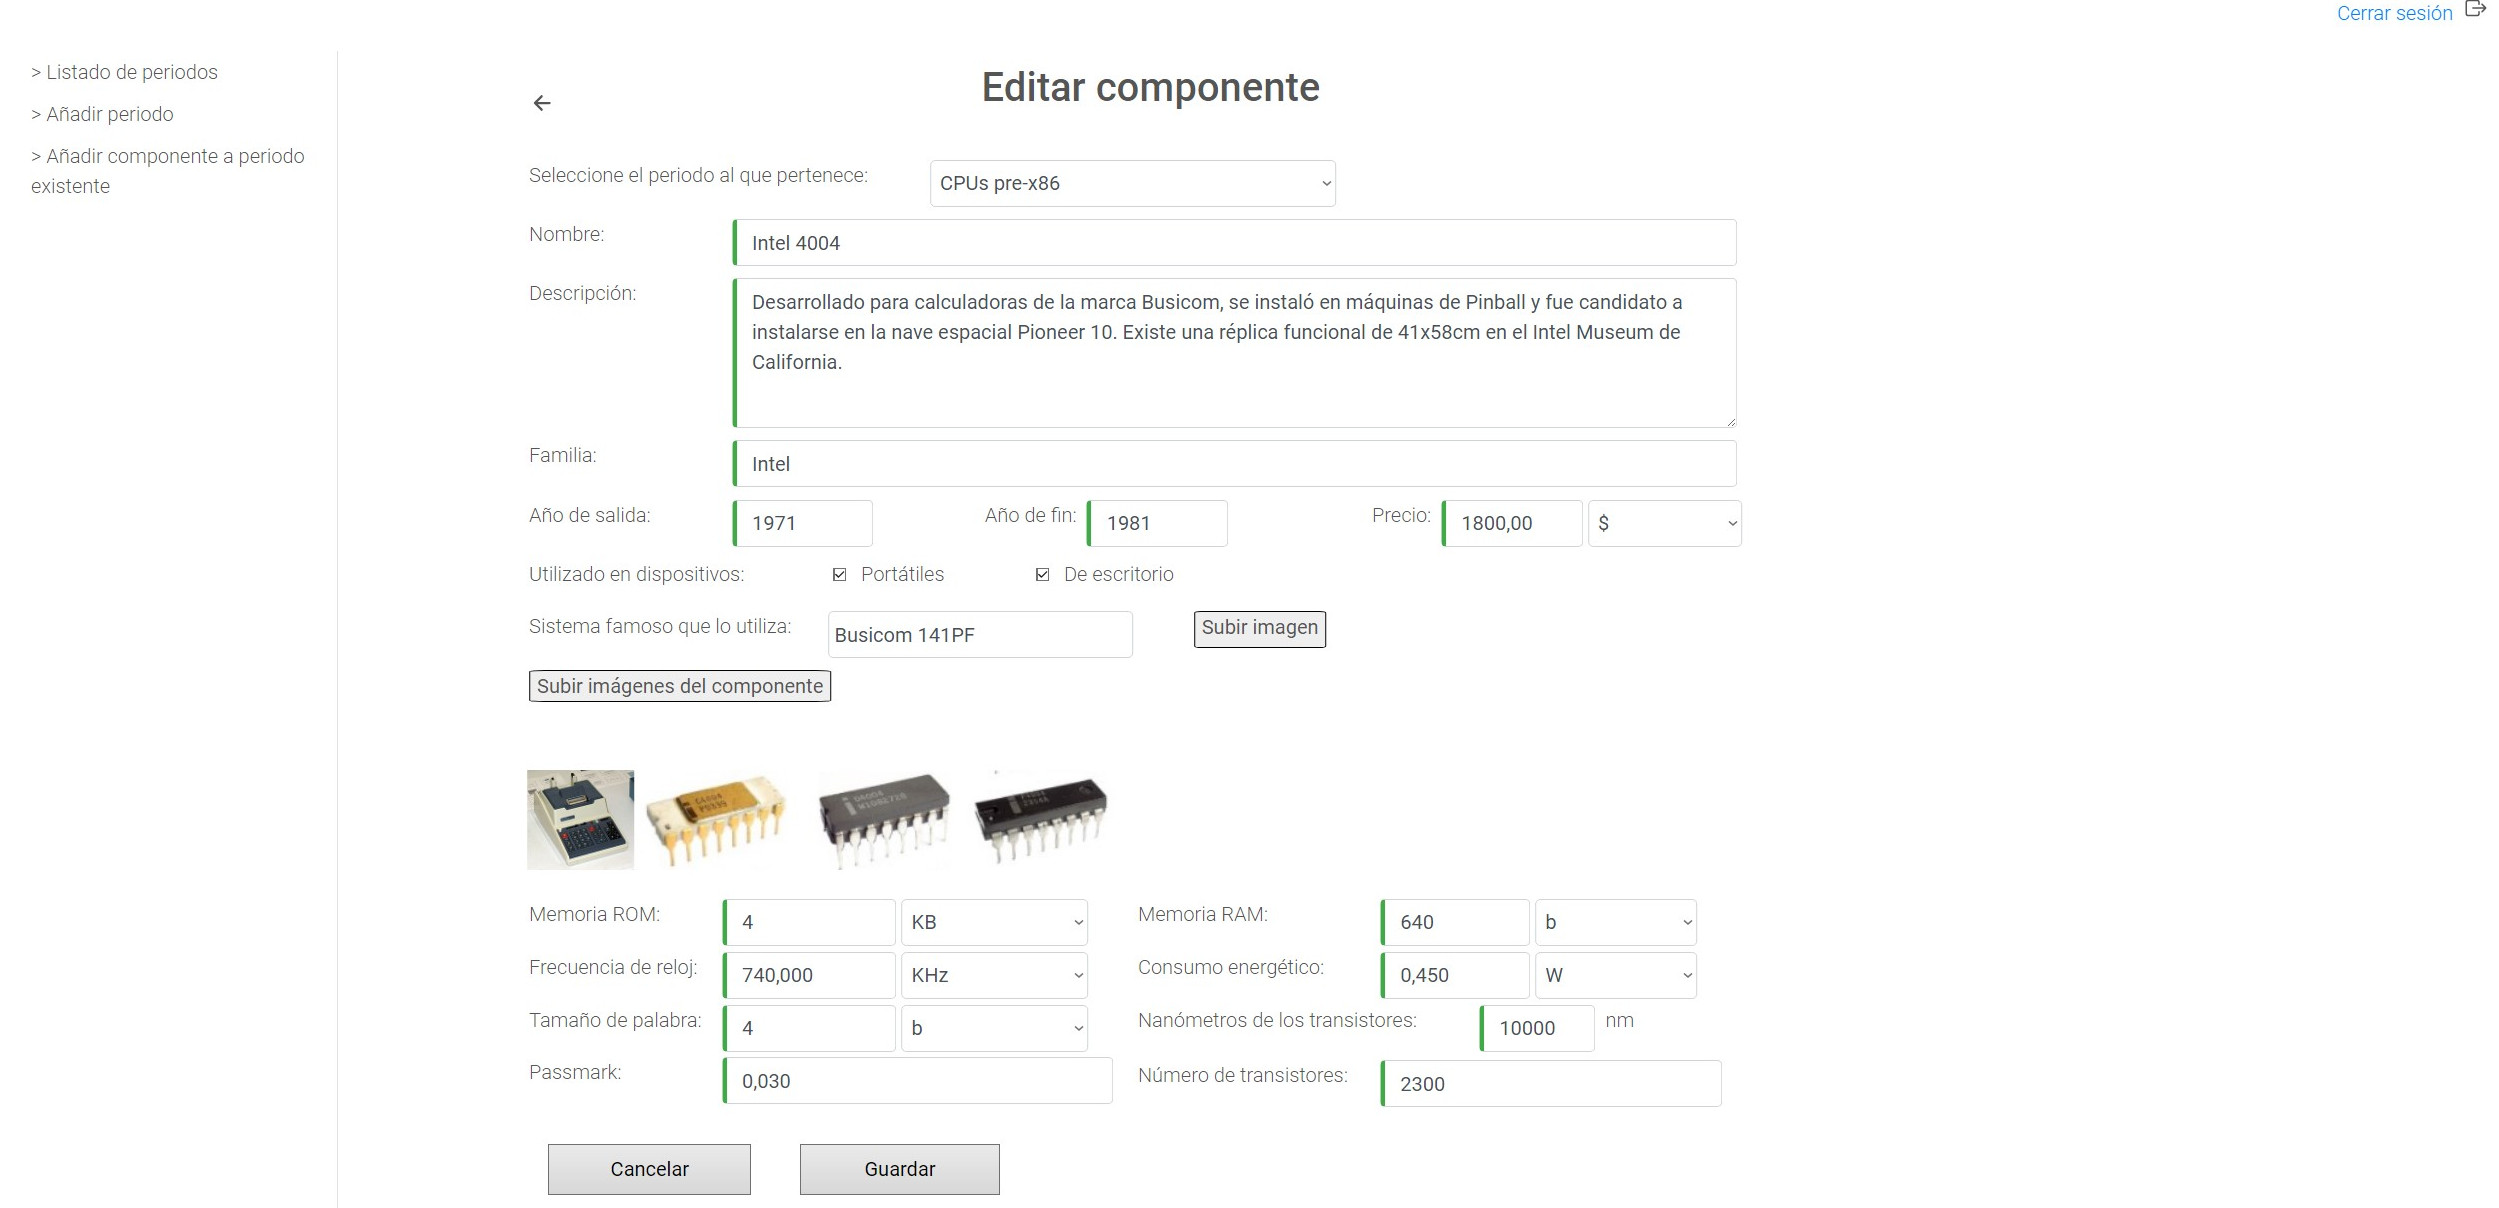 Cerrar sesión
> Listado de periodos
> Añadir periodo
> Añadir componente a periodo
existente
Editar componente
Seleccione el periodo al que pertenece: CPUs pre-x86
Nombre: Intel 4004
Descripción: Desarrollado para calculadoras de la marca Busicom, se instaló en máquinas de Pinball y fue candidato a
instalarse en la nave espacial Pioneer 10. Existe una réplica funcional de 41x58cm en el Intel Museum de
California.
Familia: Intel
Año de salida: 1971 Año de fin: 1981 Precio: 1800,00 $
Utilizado en dispositivos: Portátiles De escritorio
Sistema famoso que lo utiliza: Busicom 141PF Subir imagen
Subir imágenes del componente
Memoria ROM: 4 KB Memoria RAM: 640 b
Frecuencia de reloj: 740,000 KHz Consumo energético: 0,450 W
Tamaño de palabra: 4 b Nanómetros de los transistores: 10000 nm
Passmark: 0,030 Número de transistores: 2300
Cancelar Guardar